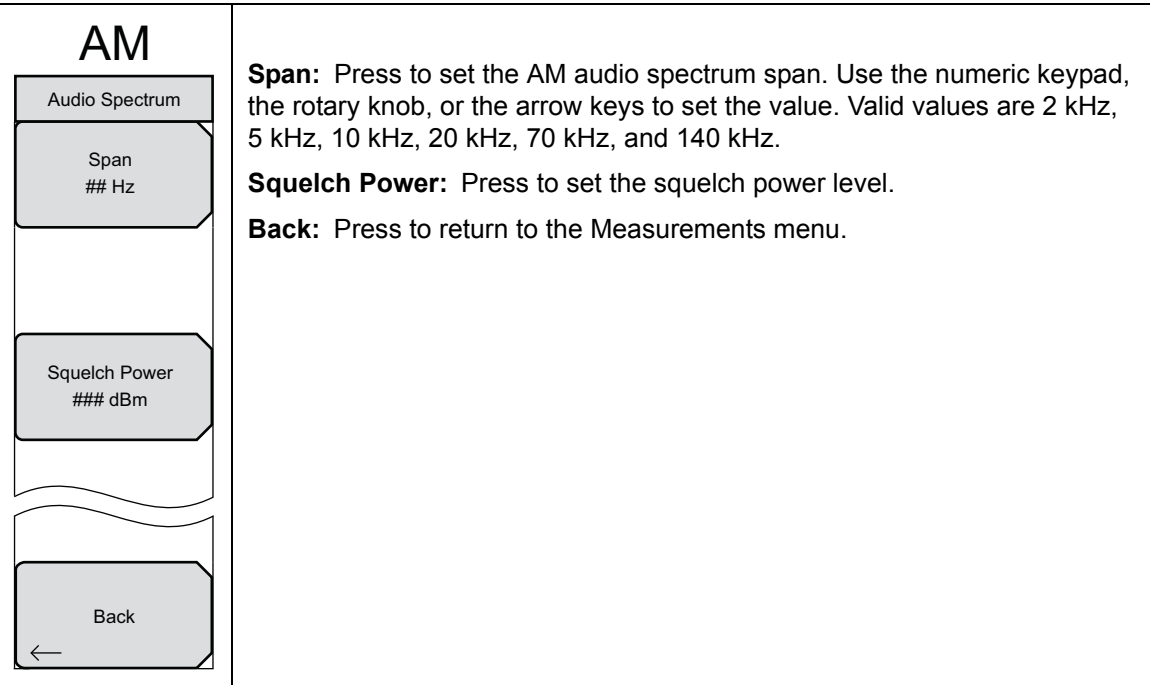 AM
Audio Spectrum
Span
## Hz
Squelch Power
### dBm
Back
Span: Press to set the AM audio spectrum span. Use the numeric keypad,
the rotary knob, or the arrow keys to set the value. Valid values are 2 kHz,
5 kHz, 10 kHz, 20 kHz, 70 kHz, and 140 kHz.
Squelch Power: Press to set the squelch power level.
Back: Press to return to the Measurements menu.